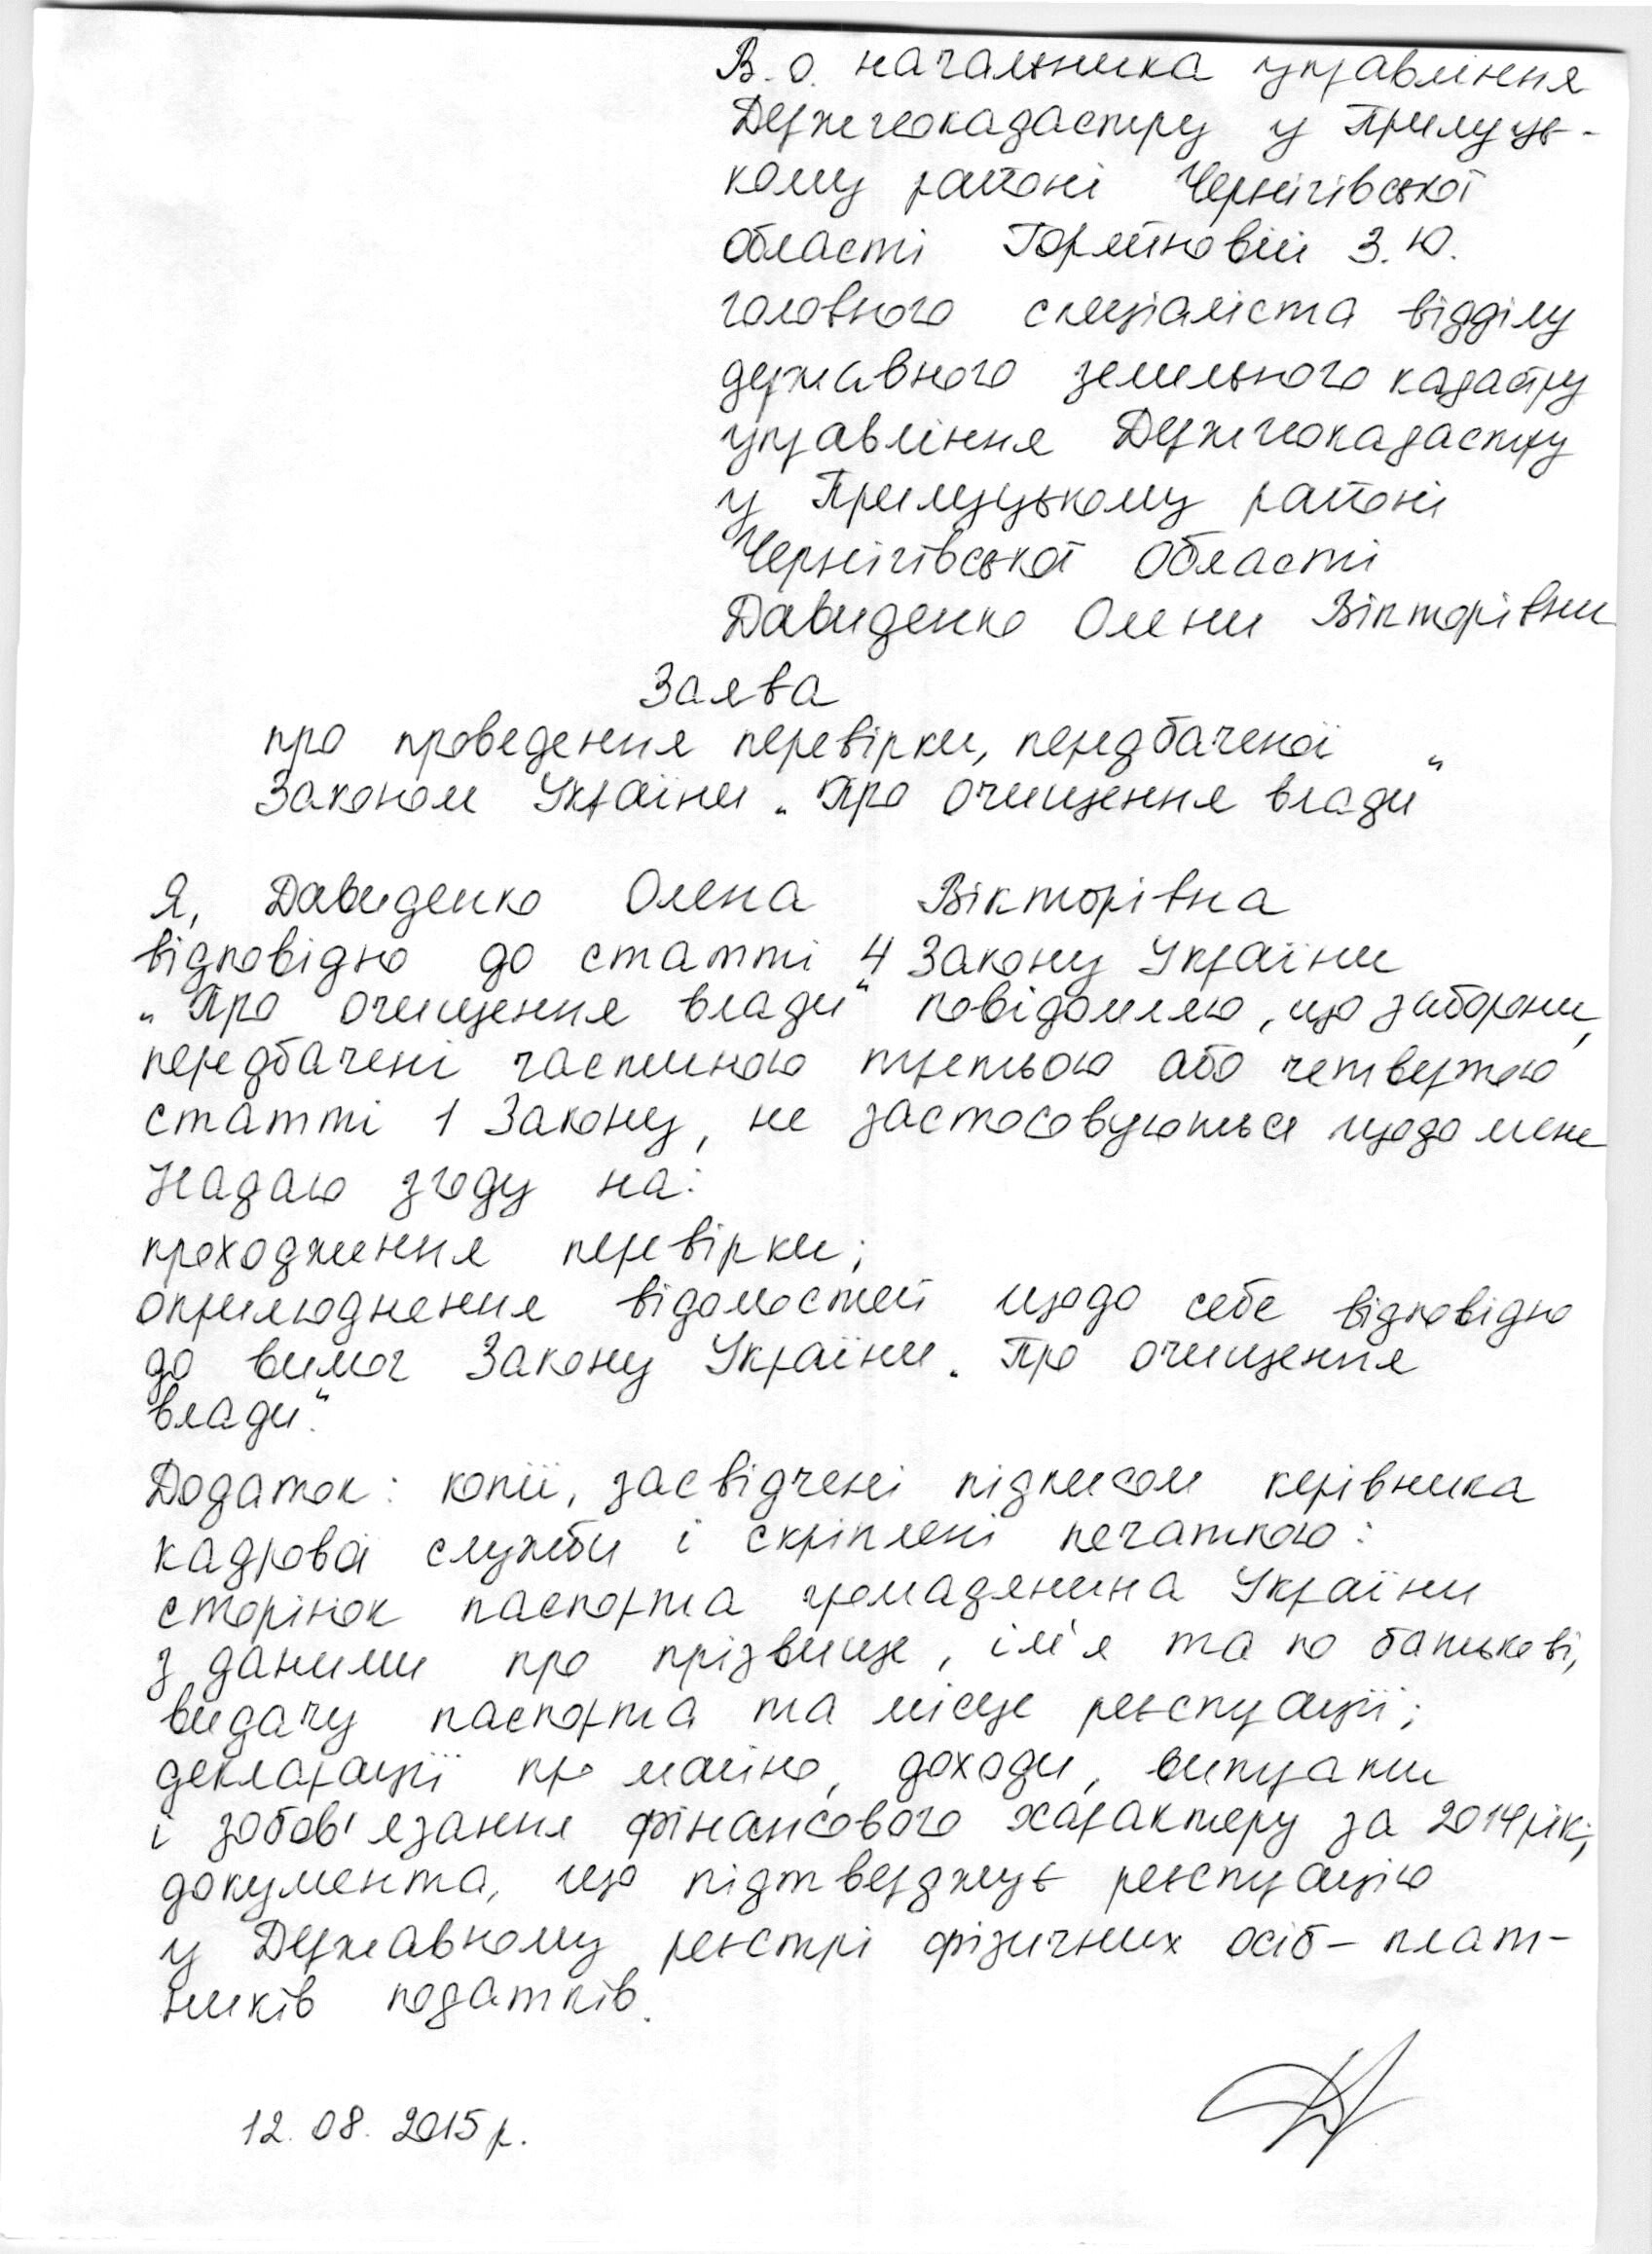 В.о. начальника управління
Держгеокадастру у Прилуць-
кому районі Чернігівської
області Горяйновій З.Ю.
головного спеціаліста відділу
державного земельного кадастру
управління Держгеокадастру
у Прилуцькому районі
Чернігівської області
Давиденко Олени Вікторівни
Заява
про проведення перевірки, передбаченої
Законом України „Про очищення влади“
Я, Давиденко Олена Вікторівна
відповідно до статті 4 Закону України
„Про очищення влади“ повідомляю, що заборони,
передбачені частиною третьою або четвертою
статті 1 Закону, не застосовуються щодо мене
Надаю згоду на:
проходження перевірки;
оприлюднення відомостей щодо себе відповідно
до вимог Закону України „Про очищення
влади“.
Додаток: копії, засвідчені підписом керівника
кадрової служби і скріплені печаткою:
сторінок паспорта громадянина України
з даними про прізвище, ім'я та по батькові,
видачу паспорта та місце реєстрації;
декларації про майно, доходи, витрати
і зобов'язання фінансового характеру за 2014 рік;
документа, що підтверджує реєстрацію
у Державному реєстрі фізичних осіб – плат-
ників податків.
12.08.2015 р.